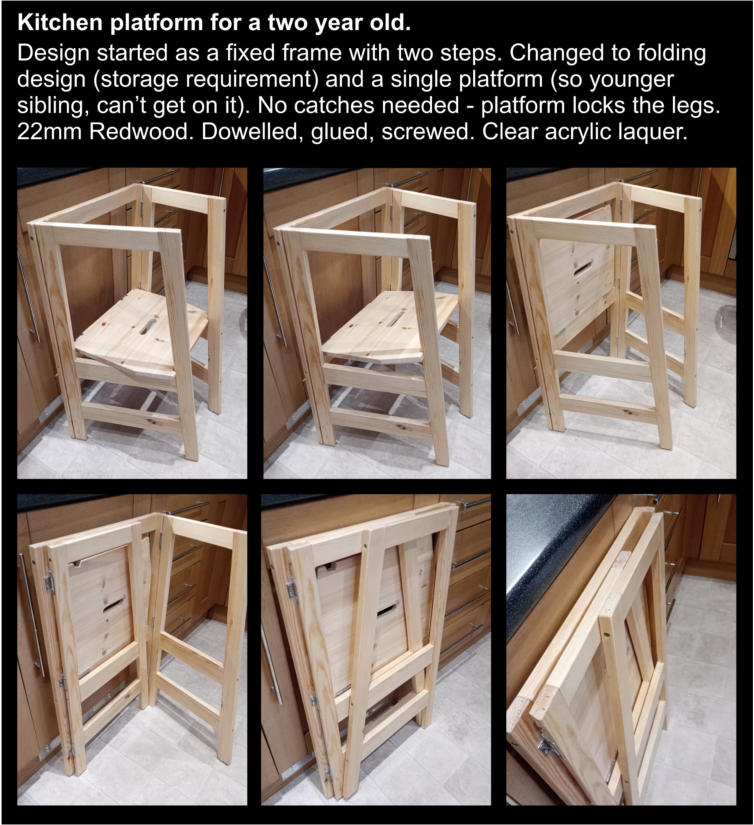 Kitchen platform for a two year old.
Design started as a fixed frame with two steps. Changed to folding
design (storage requirement) and a single platform (so younger
sibling, can't get on it). No catches needed - platform locks the legs.
22mm Redwood. Dowelled, glued, screwed. Clear acrylic laquer.